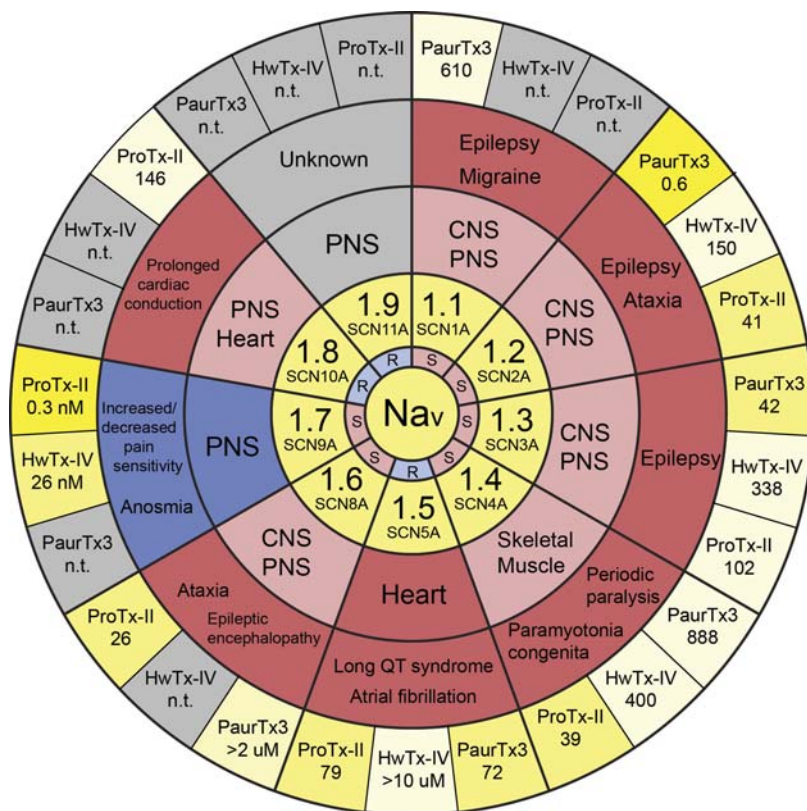 Nav
1.1
SCN1A
S
CNS
PNS
Epilepsy
Migraine
PaurTx3
610
HwTx-IV
n.t.
ProTx-II
n.t.
1.2
SCN2A
S
CNS
PNS
Epilepsy
Ataxia
PaurTx3
0.6
HwTx-IV
150
ProTx-II
41
1.3
SCN3A
S
CNS
PNS
Epilepsy
PaurTx3
42
HwTx-IV
338
ProTx-II
102
1.4
SCN4A
S
Skeletal
Muscle
Periodic
paralysis
Paramyotonia
congenita
PaurTx3
888
HwTx-IV
400
ProTx-II
39
1.5
SCN5A
R
Heart
Long QT syndrome
Atrial fibrillation
PaurTx3
72
HwTx-IV
>10 uM
ProTx-II
79
1.6
SCN8A
S
CNS
PNS
Ataxia
Epileptic
encephalopathy
PaurTx3
>2 uM
HwTx-IV
n.t.
ProTx-II
26
1.7
SCN9A
S
PNS
Increased/
decreased
pain
sensitivity
Anosmia
PaurTx3
n.t.
HwTx-IV
26 nM
ProTx-II
0.3 nM
1.8
SCN10A
R
PNS
Heart
Prolonged
cardiac
conduction
PaurTx3
n.t.
HwTx-IV
n.t.
ProTx-II
146
1.9
SCN11A
R
PNS
Unknown
PaurTx3
n.t.
HwTx-IV
n.t.
ProTx-II
n.t.